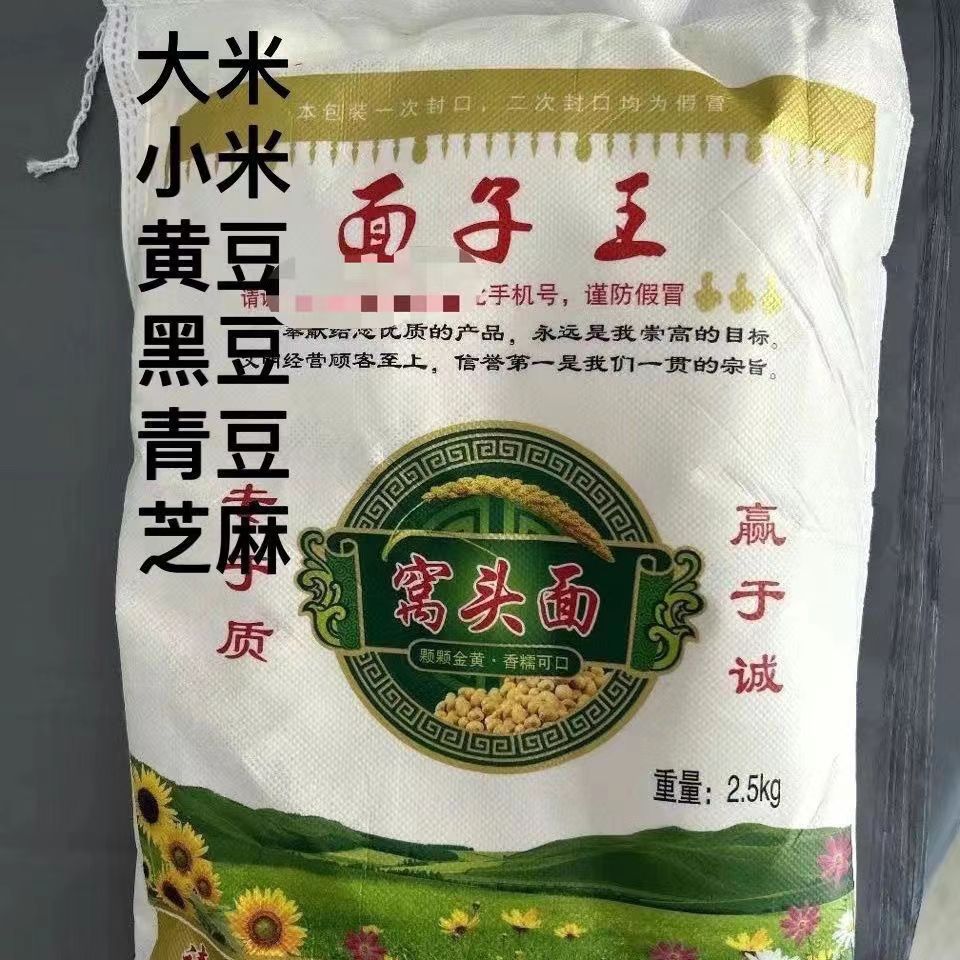 大米
小米
黄豆
黑豆
青豆
芝麻
本包装一次封口，二次封口均为假冒
面子王
手机号，谨防假冒
奉献给您优质的产品，永远是我崇高的目标。
文明经营顾客至上，信誉第一是我们一贯的宗旨。
于质
赢于诚
窝头面
颗颗金黄·香糯可口
重量：2.5kg